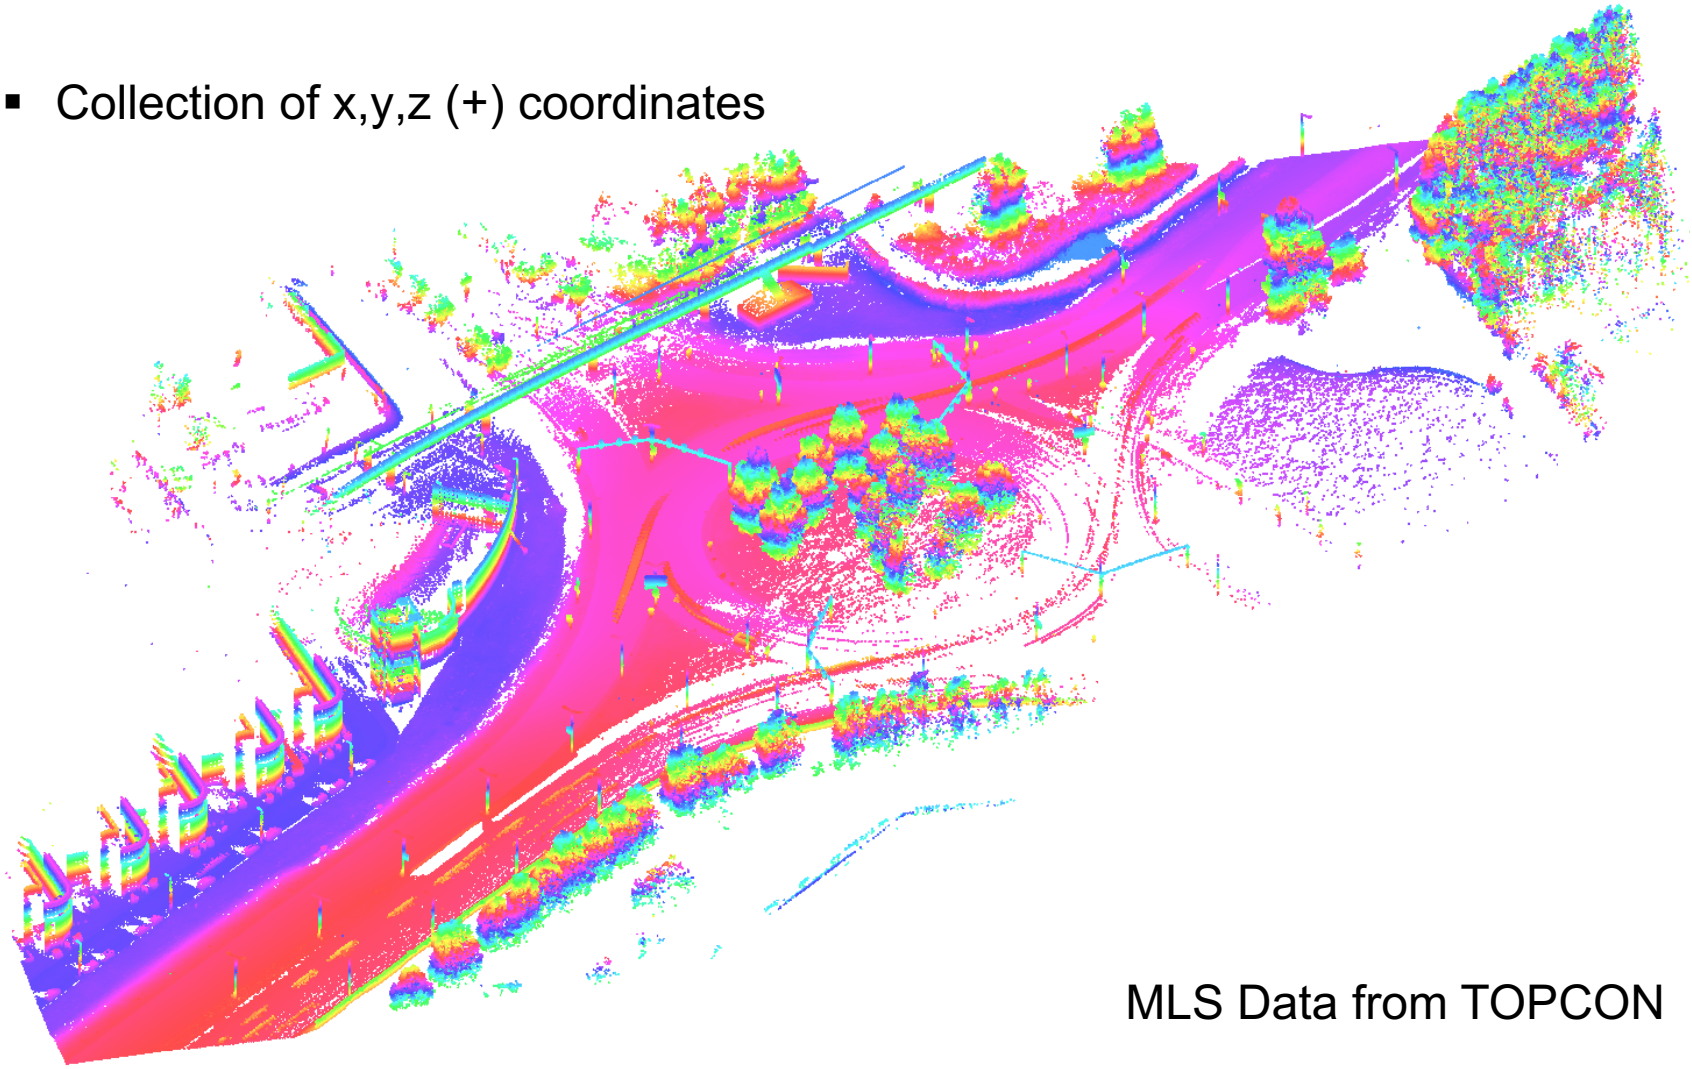 ▪ Collection of x,y,z (+) coordinates
MLS Data from TOPCON